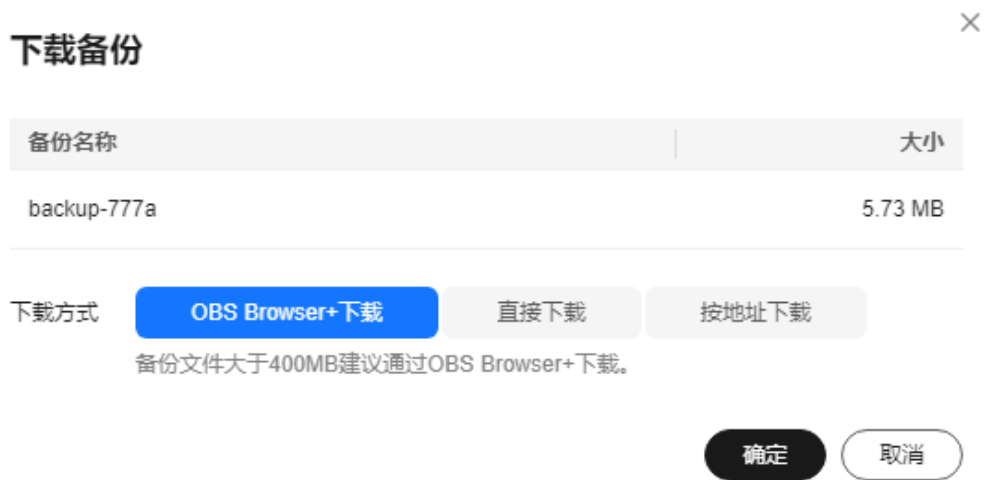 下载备份
备份名称 大小
backup-777a 5.73 MB
下载方式 OBS Browser+下载 直接下载 按地址下载
备份文件大于400MB建议通过OBS Browser+下载。
确定 取消